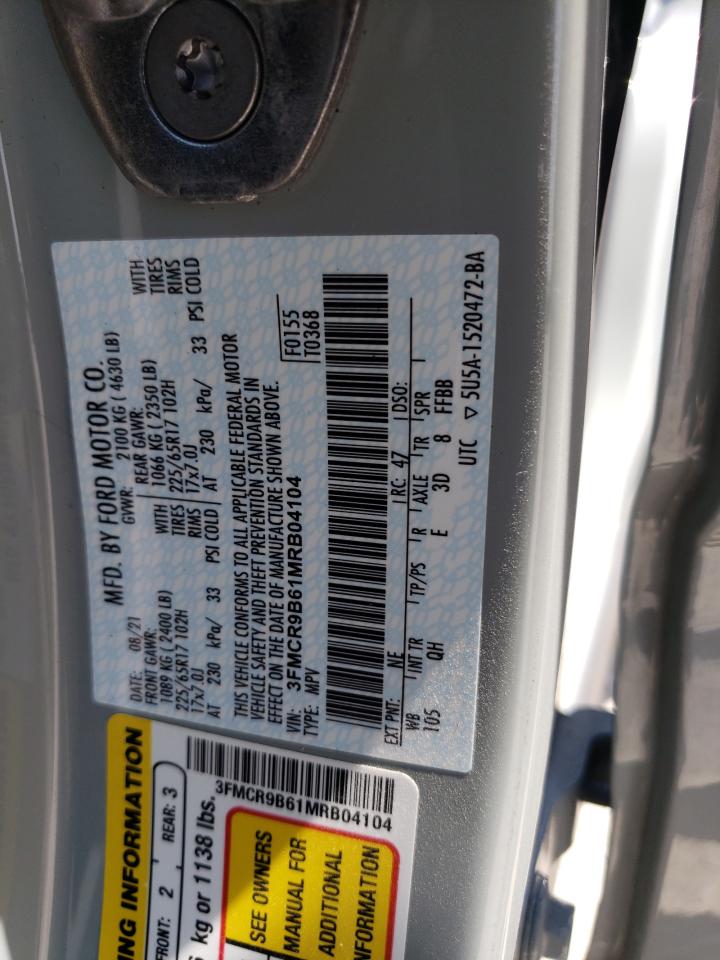 MFD. BY FORD MOTOR CO.
DATE: 08/21 GVWR: 2100 KG ( 4630 LB)
FRONT GAWR: REAR GAWR:
1089 KG ( 2400 LB) WITH 1066 KG ( 2350 LB) WITH
225/65R17 102H TIRES 225/65R17 102H TIRES
17x7.0J RIMS 17x7.0J RIMS
AT 230 kPa/ 33 PSI COLD AT 230 kPa/ 33 PSI COLD
THIS VEHICLE CONFORMS TO ALL APPLICABLE FEDERAL MOTOR
VEHICLE SAFETY AND THEFT PREVENTION STANDARDS IN
EFFECT ON THE DATE OF MANUFACTURE SHOWN ABOVE.
VIN: 3FMCR9B61MRB04104 F0155
TYPE: MPV T0368
EXT PNT: NE RC: 47 DSO:
WB INT TR TP/PS R AXLE TR SPR
105 QH E 3D 8 FFBB
UTC ▽ 5U5A-1520472-BA
ING INFORMATION
FRONT: 2 REAR: 3
kg or 1138 lbs.
3FMCR9B61MRB04104
SEE OWNERS
MANUAL FOR
ADDITIONAL
INFORMATION